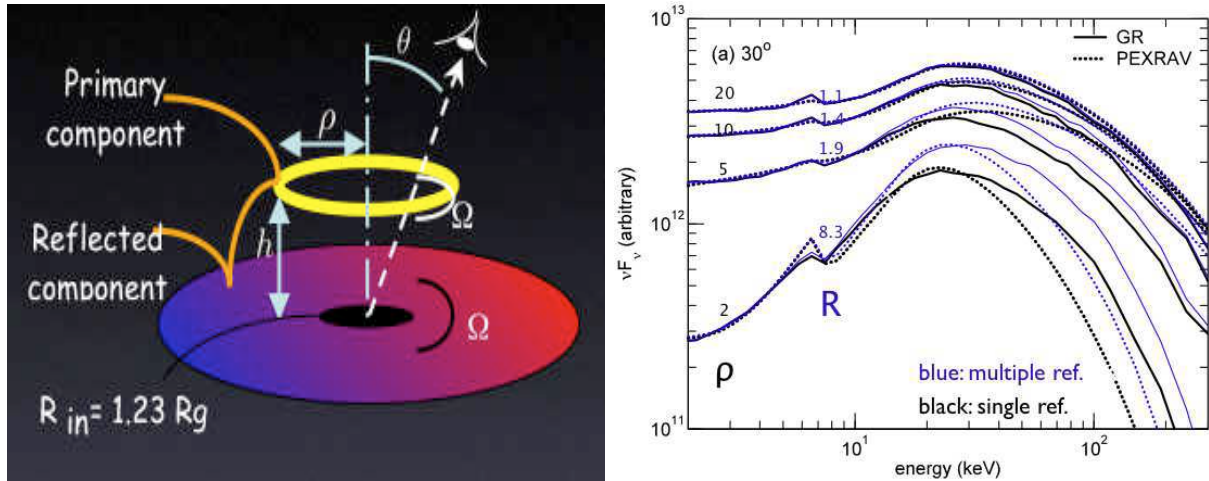 Primary
component
ρ
θ
Ω
h
Reflected
component
Ω
R in= 1,23 Rg
10^13
(a) 30°
GR
PEXRAV
20
1.1
10
1.4
1.9
5
νFν (arbitrary)
10^12
8.3
R
2
ρ
blue: multiple ref.
black: single ref.
10^11
10^1
10^2
energy (keV)